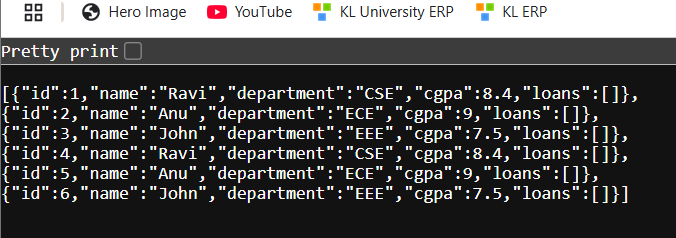 Hero Image YouTube KL University ERP KL ERP
Pretty print
[{"id":1,"name":"Ravi","department":"CSE","cgpa":8.4,"loans":[]},
{"id":2,"name":"Anu","department":"ECE","cgpa":9,"loans":[]},
{"id":3,"name":"John","department":"EEE","cgpa":7.5,"loans":[]},
{"id":4,"name":"Ravi","department":"CSE","cgpa":8.4,"loans":[]},
{"id":5,"name":"Anu","department":"ECE","cgpa":9,"loans":[]},
{"id":6,"name":"John","department":"EEE","cgpa":7.5,"loans":[]}]